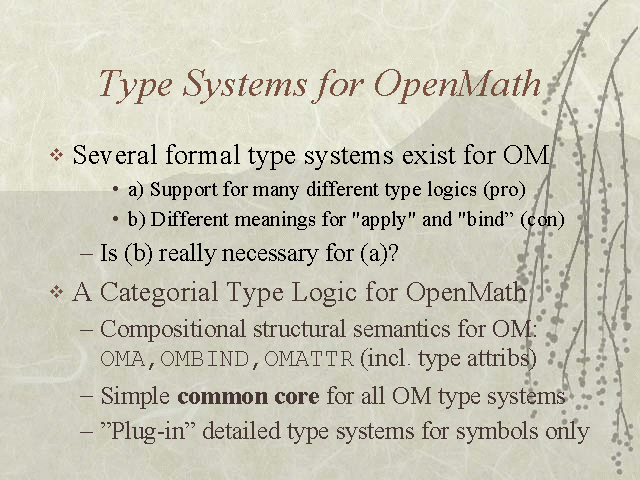 Type Systems for OpenMath
❖ Several formal type systems exist for OM
• a) Support for many different type logics (pro)
• b) Different meanings for "apply" and "bind” (con)
– Is (b) really necessary for (a)?
❖ A Categorial Type Logic for OpenMath
– Compositional structural semantics for OM:
OMA,OMBIND,OMATTR (incl. type attribs)
– Simple common core for all OM type systems
– ”Plug-in” detailed type systems for symbols only